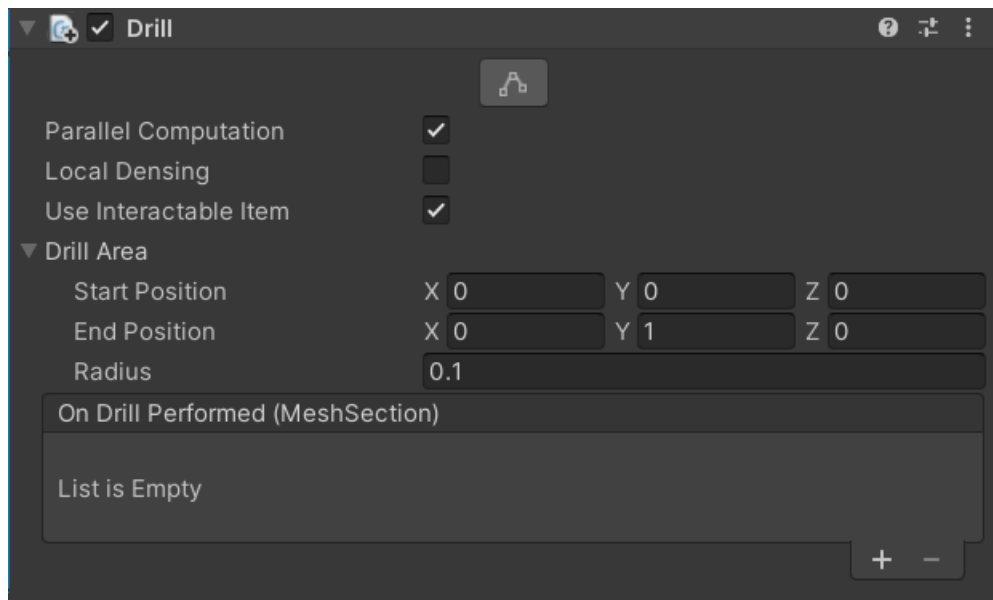 Drill
Parallel Computation
Local Densing
Use Interactable Item
Drill Area
Start Position X 0 Y 0 Z 0
End Position X 0 Y 1 Z 0
Radius 0.1
On Drill Performed (MeshSection)
List is Empty